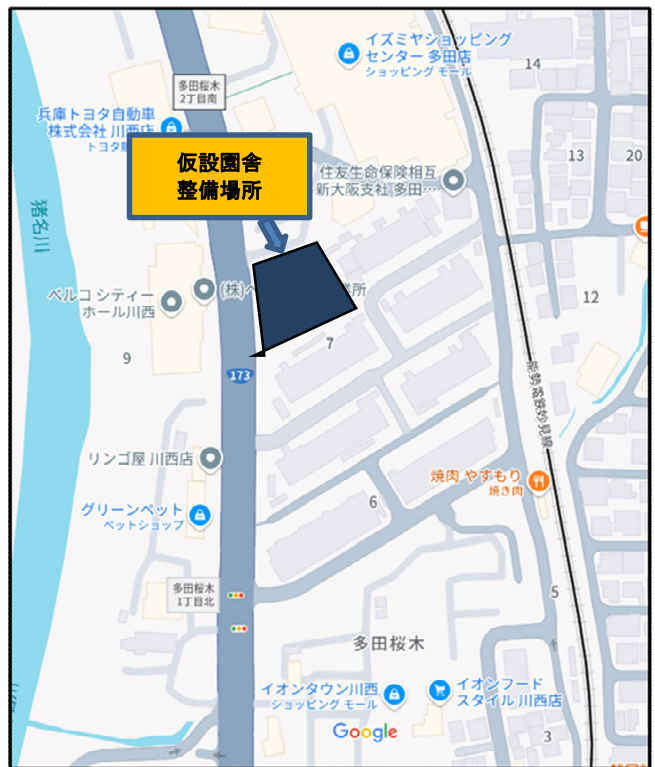 イズミヤショッピング
センター 多田店
ショッピング モール
14
多田桜木
2丁目南
兵庫トヨタ自動車
株式会社 川西店
トヨタ
仮設園舎
整備場所
13
20
住友生命保険相互
新大阪支社 多田…
猪名川
ベルコ シティー
ホール川西
(株)
所
12
7
9
173
能勢電鉄妙見線
リンゴ屋 川西店
焼肉 やすもり
焼き肉
6
グリーンペット
ペットショップ
多田桜木
1丁目北
5
多田桜木
イオンタウン川西
ショッピング モール
イオンフード
スタイル 川西店
Google
3